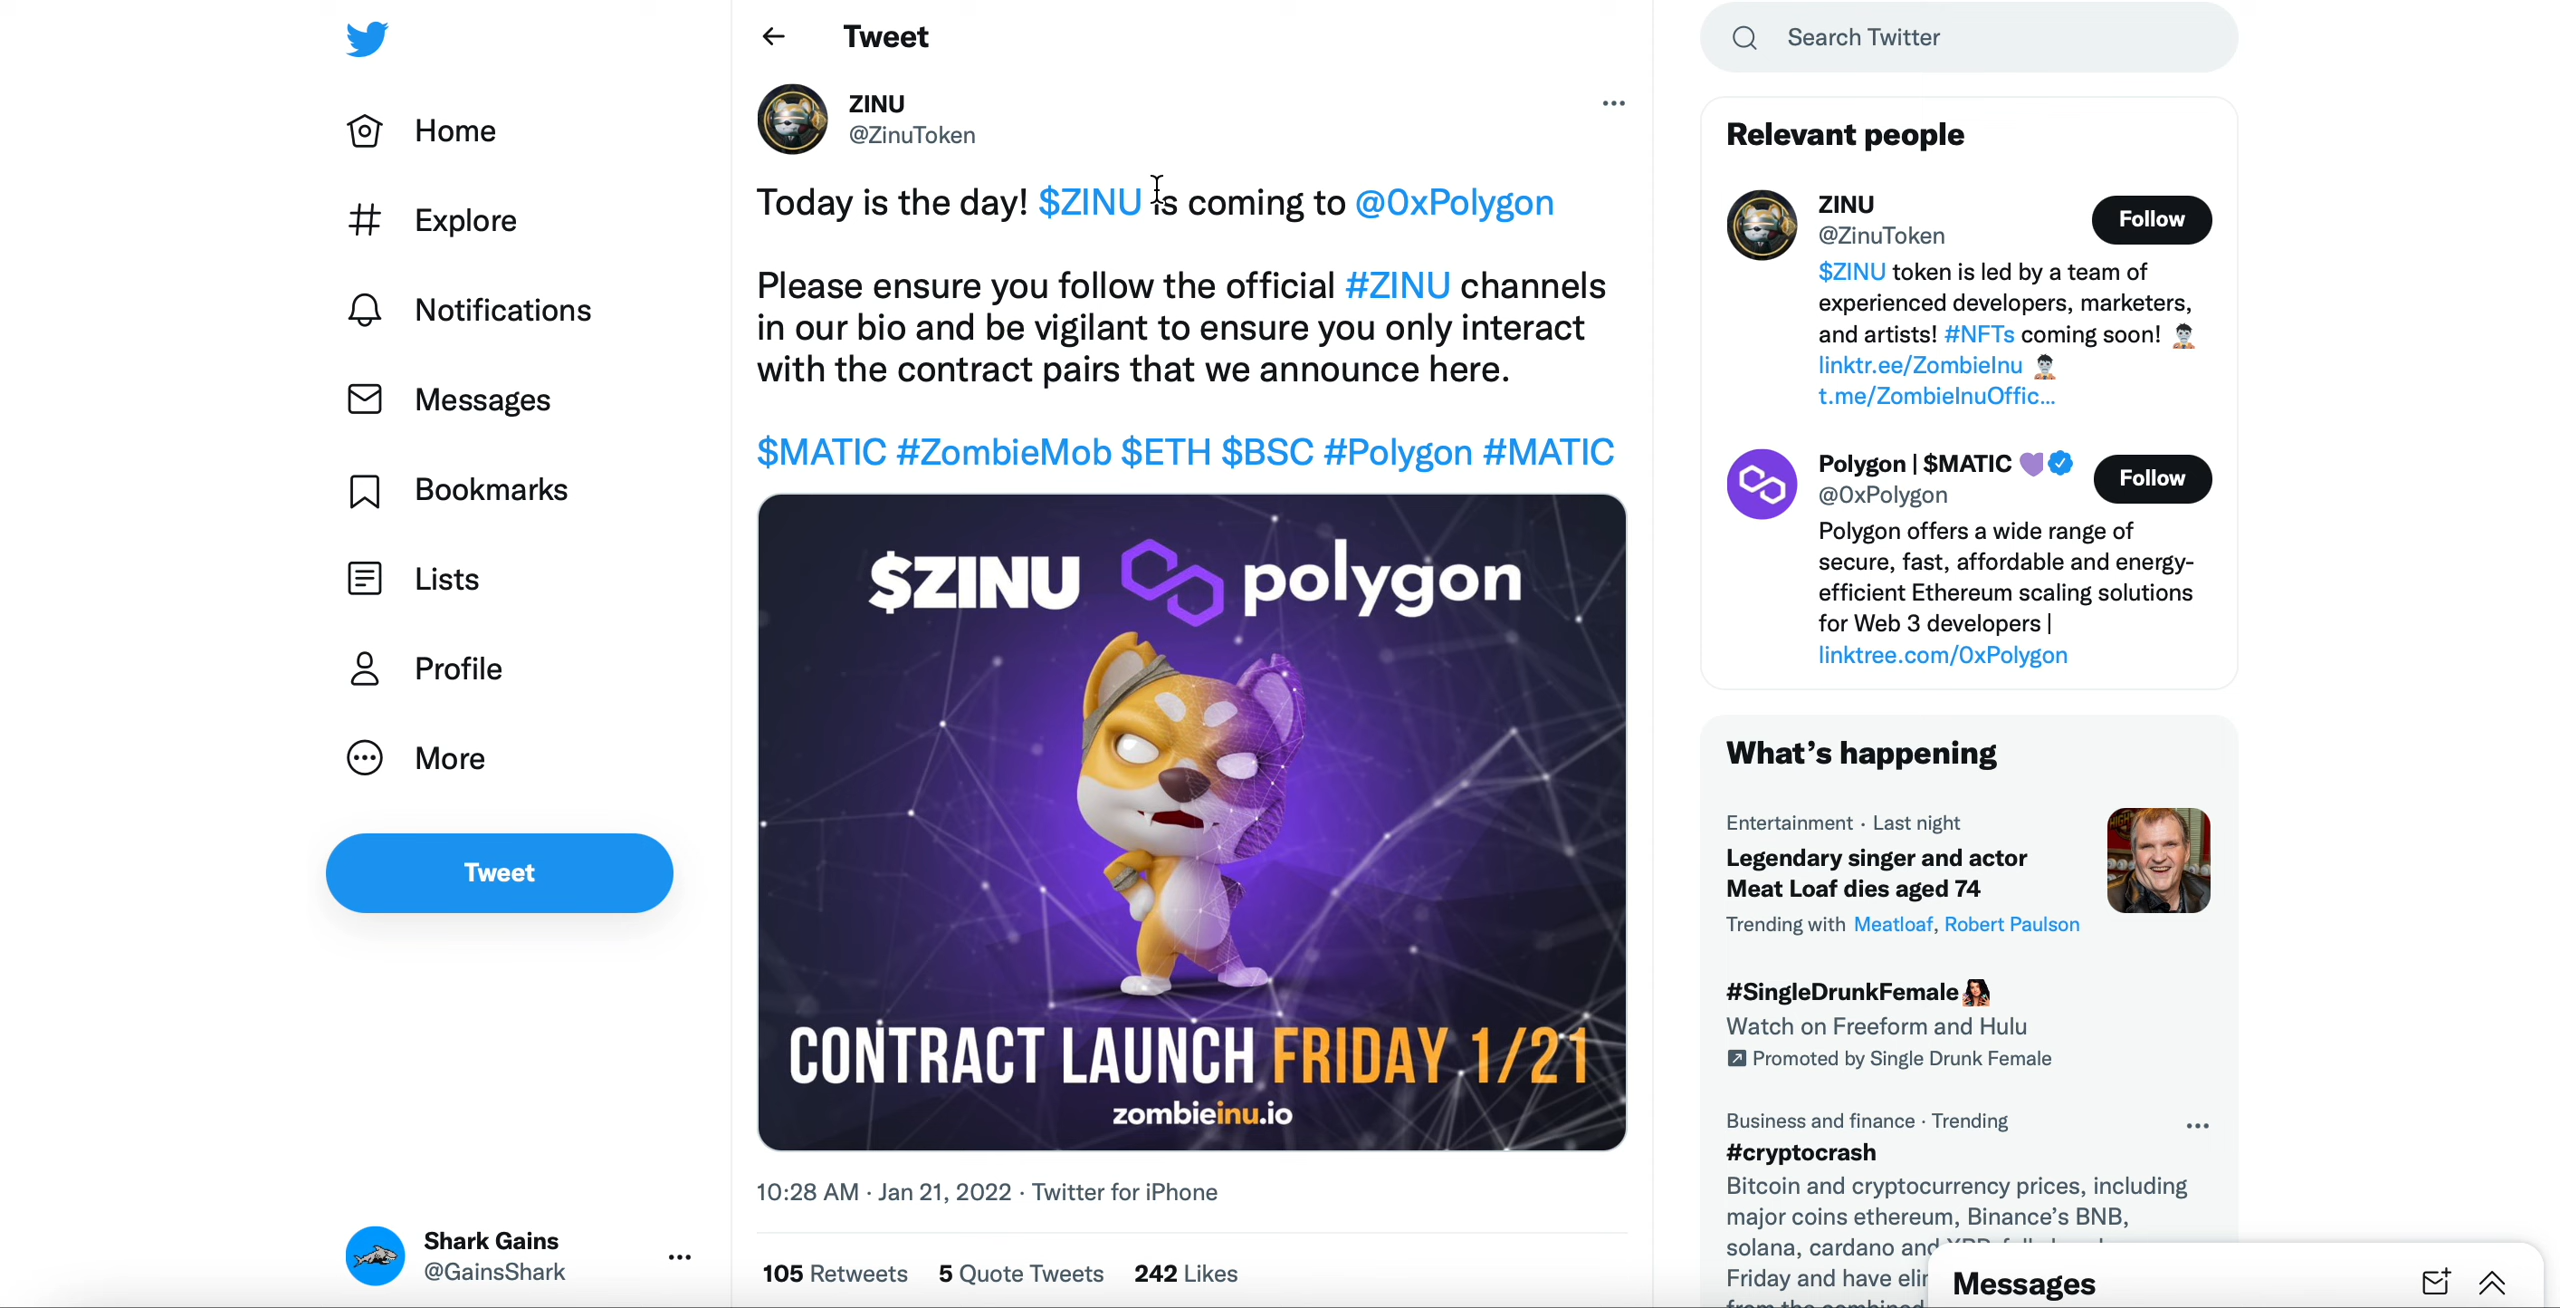 Home
Explore
Notifications
Messages
Bookmarks
Lists
Profile
More
Tweet
Shark Gains
@GainsShark
Tweet
ZINU
@ZinuToken
Today is the day! $ZINU is coming to @0xPolygon
Please ensure you follow the official #ZINU channels
in our bio and be vigilant to ensure you only interact
with the contract pairs that we announce here.
$MATIC #ZombieMob $ETH $BSC #Polygon #MATIC
$ZINU polygon
CONTRACT LAUNCH FRIDAY 1/21
zombieinu.io
10:28 AM · Jan 21, 2022 · Twitter for iPhone
105 Retweets 5 Quote Tweets 242 Likes
Search Twitter
Relevant people
ZINU
@ZinuToken
Follow
$ZINU token is led by a team of
experienced developers, marketers,
and artists! #NFTs coming soon! 🧟‍♂️
linktr.ee/ZombieInu 🧟‍♂️
t.me/ZombieInuOffic...
Polygon | $MATIC 💜
@0xPolygon
Follow
Polygon offers a wide range of
secure, fast, affordable and energy-
efficient Ethereum scaling solutions
for Web 3 developers |
linktree.com/0xPolygon
What's happening
Entertainment · Last night
Legendary singer and actor
Meat Loaf dies aged 74
Trending with Meatloaf, Robert Paulson
#SingleDrunkFemale
Watch on Freeform and Hulu
Promoted by Single Drunk Female
Business and finance · Trending
#cryptocrash
Bitcoin and cryptocurrency prices, including
major coins ethereum, Binance's BNB,
solana, cardano and
Friday and have
Messages